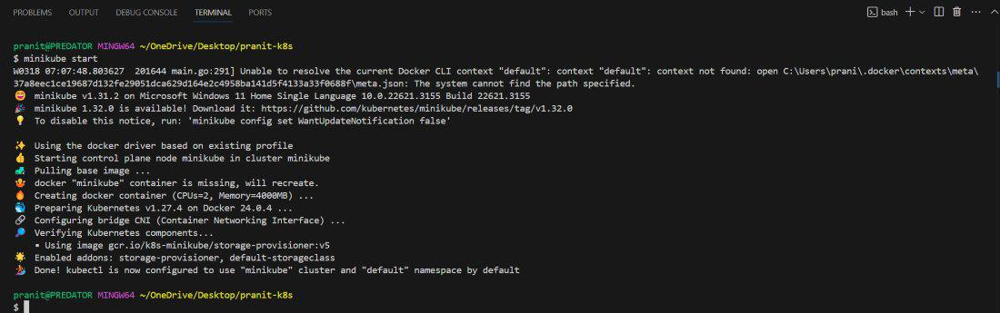 PROBLEMS OUTPUT DEBUG CONSOLE TERMINAL PORTS bash
pranit@PREDATOR MINGW64 ~/OneDrive/Desktop/pranit-k8s
$ minikube start
W0318 07:07:48.803627 201644 main.go:291] Unable to resolve the current Docker CLI context "default": context "default": context not found: open C:\Users\prani\.docker\contexts\meta\
37a8eec1ce19687d132fe29051dca629d164e2c4958ba141d5f4133a33f0688f\meta.json: The system cannot find the path specified.
😄 minikube v1.31.2 on Microsoft Windows 11 Home Single Language 10.0.22621.3155 Build 22621.3155
🎉 minikube 1.32.0 is available! Download it: https://github.com/kubernetes/minikube/releases/tag/v1.32.0
💡 To disable this notice, run: 'minikube config set WantUpdateNotification false'
✨ Using the docker driver based on existing profile
👍 Starting control plane node minikube in cluster minikube
🚜 Pulling base image ...
🤷 docker "minikube" container is missing, will recreate.
🔥 Creating docker container (CPUs=2, Memory=4000MB) ...
🐳 Preparing Kubernetes v1.27.4 on Docker 24.0.4 ...
🔗 Configuring bridge CNI (Container Networking Interface) ...
🔎 Verifying Kubernetes components...
▪ Using image gcr.io/k8s-minikube/storage-provisioner:v5
🌟 Enabled addons: storage-provisioner, default-storageclass
🏄 Done! kubectl is now configured to use "minikube" cluster and "default" namespace by default
pranit@PREDATOR MINGW64 ~/OneDrive/Desktop/pranit-k8s
$